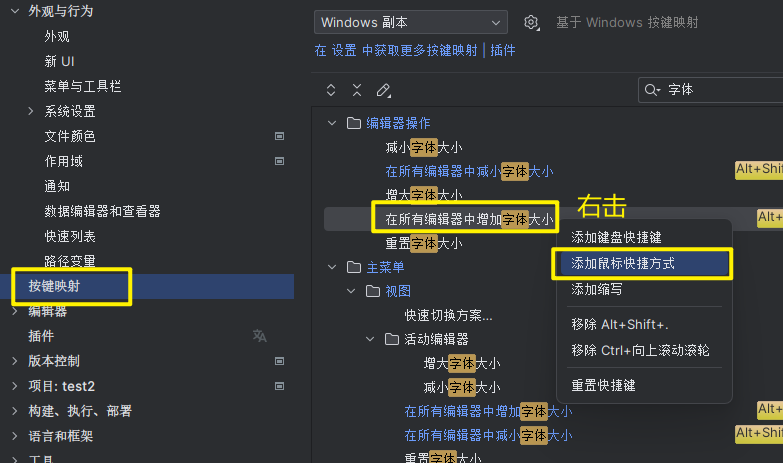 外观与行为
外观
新 UI
菜单与工具栏
系统设置
文件颜色
作用域
通知
数据编辑器和查看器
快速列表
路径变量
按键映射
编辑器
插件
版本控制
项目: test2
构建、执行、部署
语言和框架
工具
Windows 副本
基于 Windows 按键映射
在 设置 中获取更多按键映射 | 插件
字体
编辑器操作
减小字体大小
在所有编辑器中减小字体大小 Alt+Shift
增大字体大小
右击
在所有编辑器中增加字体大小 Alt+
重置字体大小
主菜单
视图
快速切换方案...
活动编辑器
增大字体大小
减小字体大小
在所有编辑器中增加字体大小 Alt+
在所有编辑器中减小字体大小 Alt+Shif
重置字体大小
添加键盘快捷键
添加鼠标快捷方式
添加缩写
移除 Alt+Shift+.
移除 Ctrl+向上滚动滚轮
重置快捷键